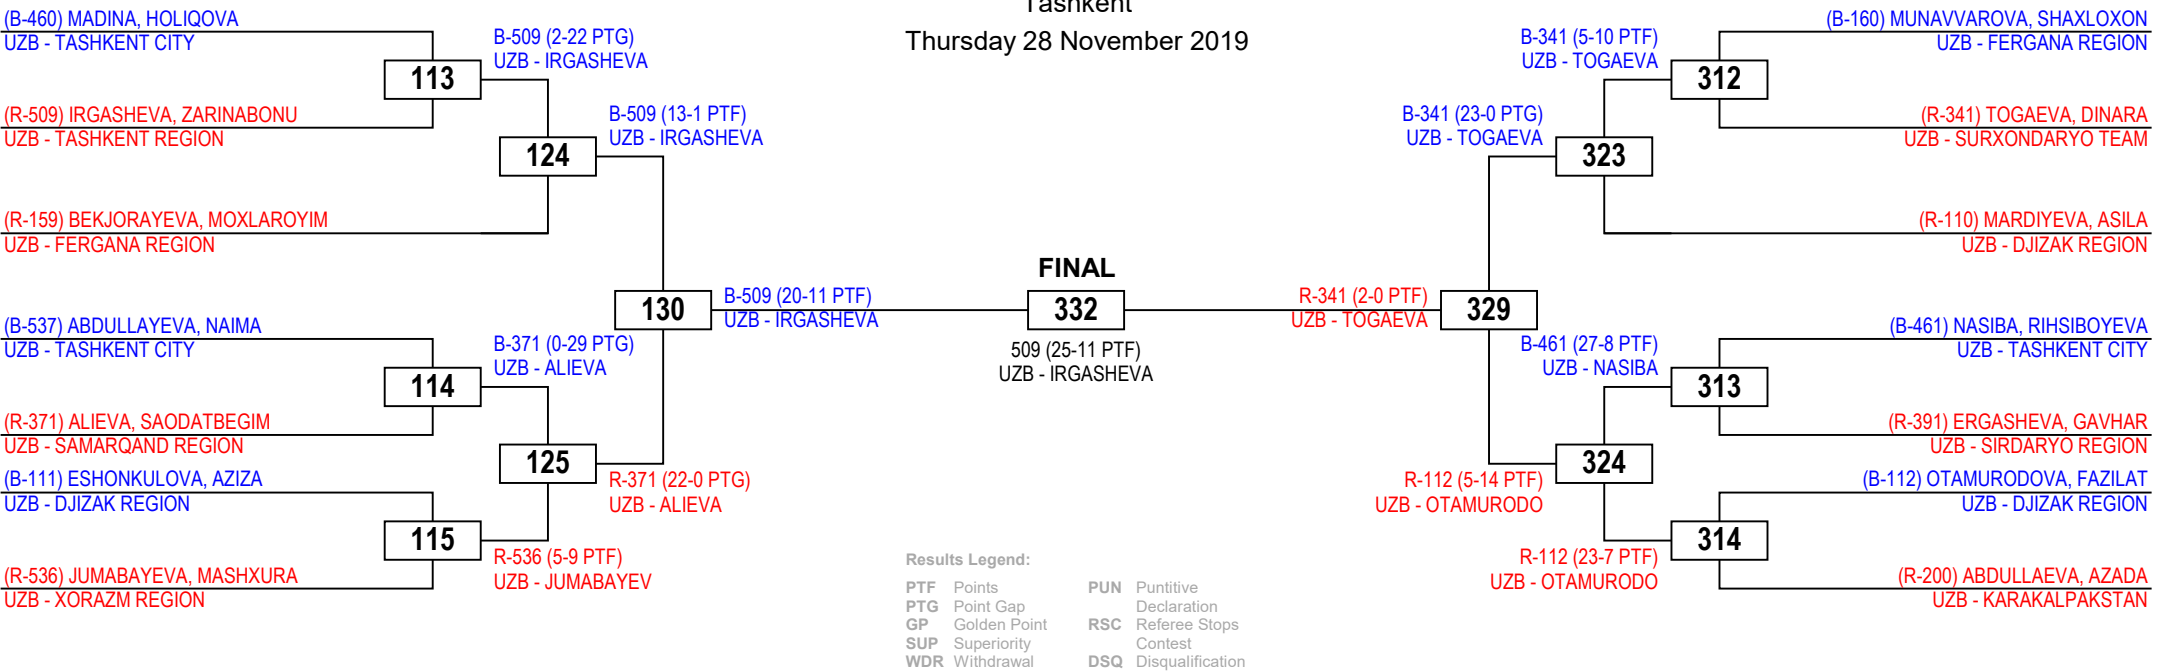 Tashkent
Thursday 28 November 2019
(B-460) MADINA, HOLIQOVA
UZB - TASHKENT CITY
B-509 (2-22 PTG)
UZB - IRGASHEVA
113
(R-509) IRGASHEVA, ZARINABONU
UZB - TASHKENT REGION
B-509 (13-1 PTF)
UZB - IRGASHEVA
124
(R-159) BEKJORAYEVA, MOXLAROYIM
UZB - FERGANA REGION
130
B-509 (20-11 PTF)
UZB - IRGASHEVA
(B-537) ABDULLAYEVA, NAIMA
UZB - TASHKENT CITY
B-371 (0-29 PTG)
UZB - ALIEVA
114
(R-371) ALIEVA, SAODATBEGIM
UZB - SAMARQAND REGION
125
(B-111) ESHONKULOVA, AZIZA
UZB - DJIZAK REGION
R-371 (22-0 PTG)
UZB - ALIEVA
115
R-536 (5-9 PTF)
UZB - JUMABAYEV
(R-536) JUMABAYEVA, MASHXURA
UZB - XORAZM REGION
FINAL
332
509 (25-11 PTF)
UZB - IRGASHEVA
(B-160) MUNAVVAROVA, SHAXLOXON
UZB - FERGANA REGION
B-341 (5-10 PTF)
UZB - TOGAEVA
312
(R-341) TOGAEVA, DINARA
UZB - SURXONDARYO TEAM
B-341 (23-0 PTG)
UZB - TOGAEVA
323
(R-110) MARDIYEVA, ASILA
UZB - DJIZAK REGION
R-341 (2-0 PTF)
UZB - TOGAEVA
329
(B-461) NASIBA, RIHSIBOYEVA
UZB - TASHKENT CITY
B-461 (27-8 PTF)
UZB - NASIBA
313
(R-391) ERGASHEVA, GAVHAR
UZB - SIRDARYO REGION
324
R-112 (5-14 PTF)
UZB - OTAMURODO
(B-112) OTAMURODOVA, FAZILAT
UZB - DJIZAK REGION
314
R-112 (23-7 PTF)
UZB - OTAMURODO
(R-200) ABDULLAEVA, AZADA
UZB - KARAKALPAKSTAN
Results Legend:
PTF Points
PTG Point Gap
GP Golden Point
SUP Superiority
WDR Withdrawal
PUN Puntitive
Declaration
RSC Referee Stops
Contest
DSQ Disqualification